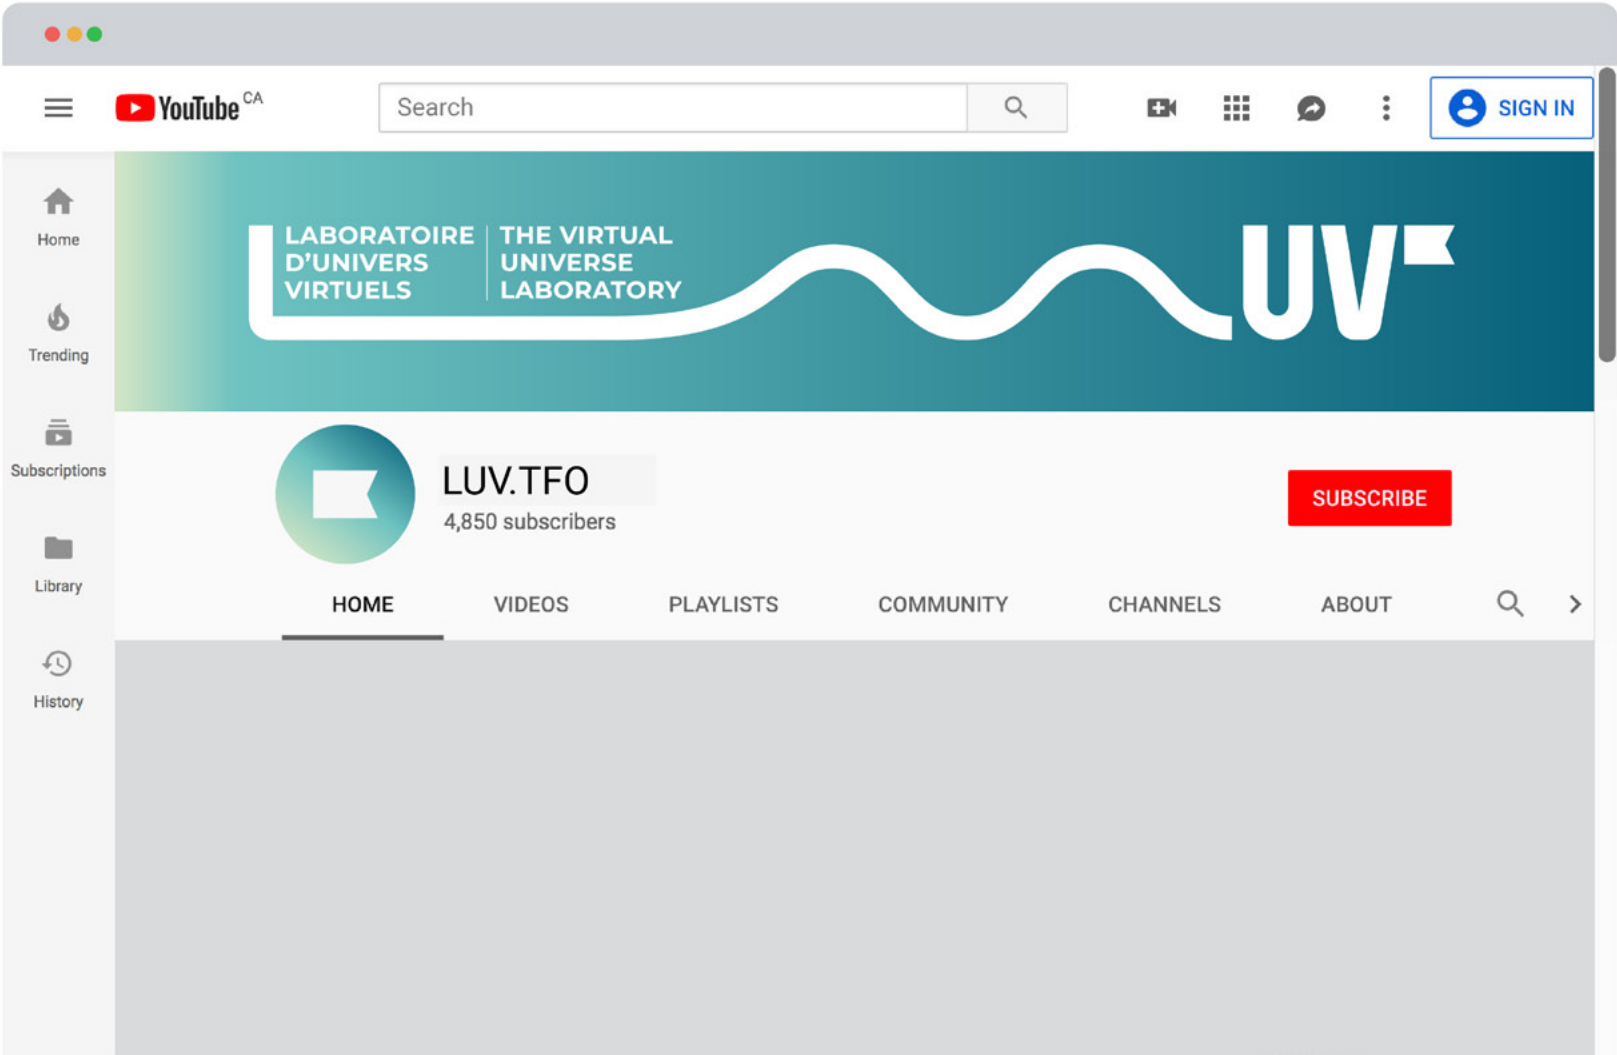 YouTube CA
Search
SIGN IN
Home
Trending
Subscriptions
Library
History
LABORATOIRE
D'UNIVERS
VIRTUELS
THE VIRTUAL
UNIVERSE
LABORATORY
LUV
LUV.TFO
4,850 subscribers
SUBSCRIBE
HOME VIDEOS PLAYLISTS COMMUNITY CHANNELS ABOUT